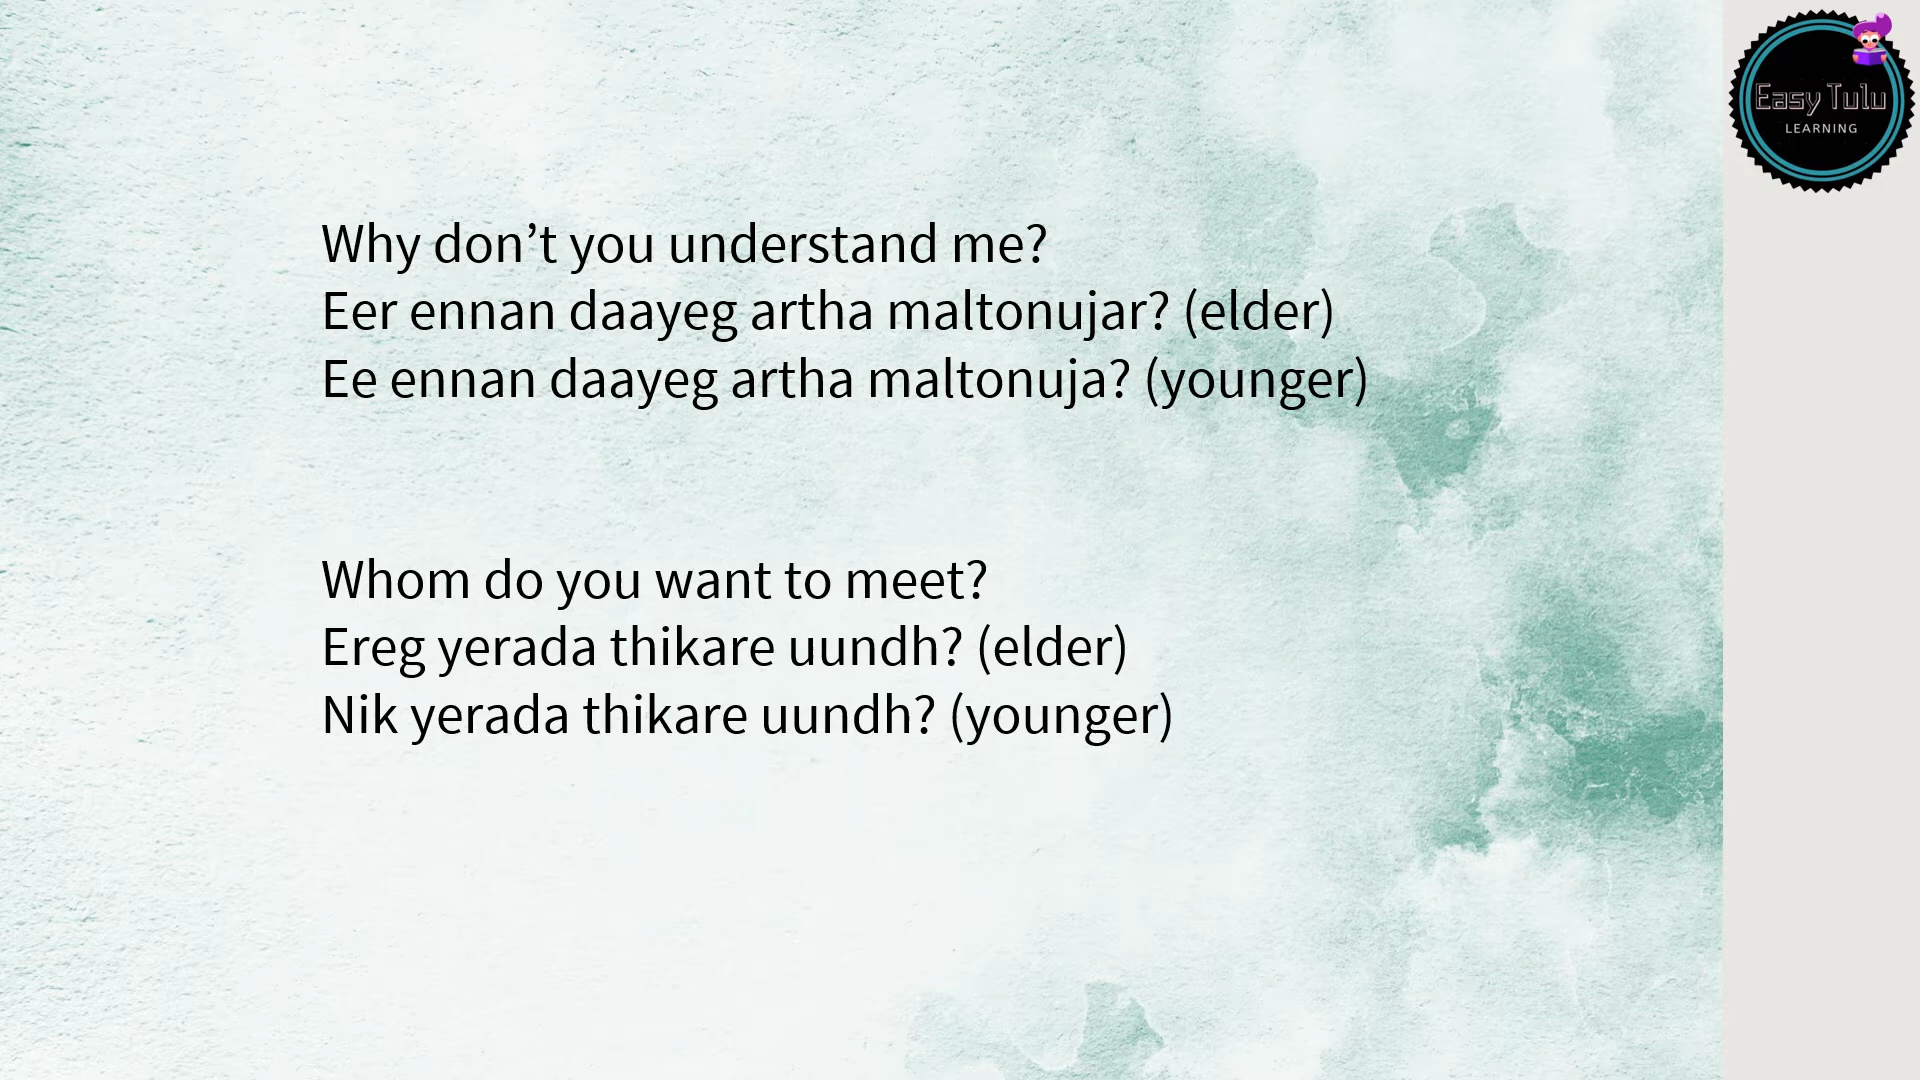 Easy Tulu
LEARNING
Why don’t you understand me?
Eer ennan daayeg artha maltonujar? (elder)
Ee ennan daayeg artha maltonuja? (younger)
Whom do you want to meet?
Ereg yerada thikare uundh? (elder)
Nik yerada thikare uundh? (younger)